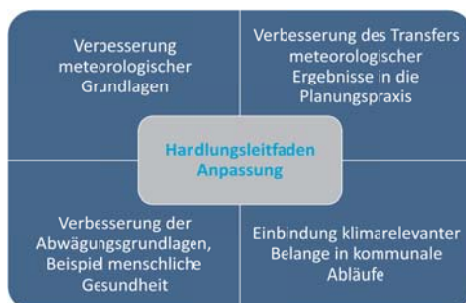 Verbesserung
meteorologischer
Grundlagen
Verbesserung des Transfers
meteorologischer
Ergebnisse in die
Planungspraxis
Handlungsleitfaden
Anpassung
Verbesserung der
Abwägungsgrundlagen,
Beispiel menschliche
Gesundheit
Einbindung klimarelevanter
Belange in kommunale
Abläufe